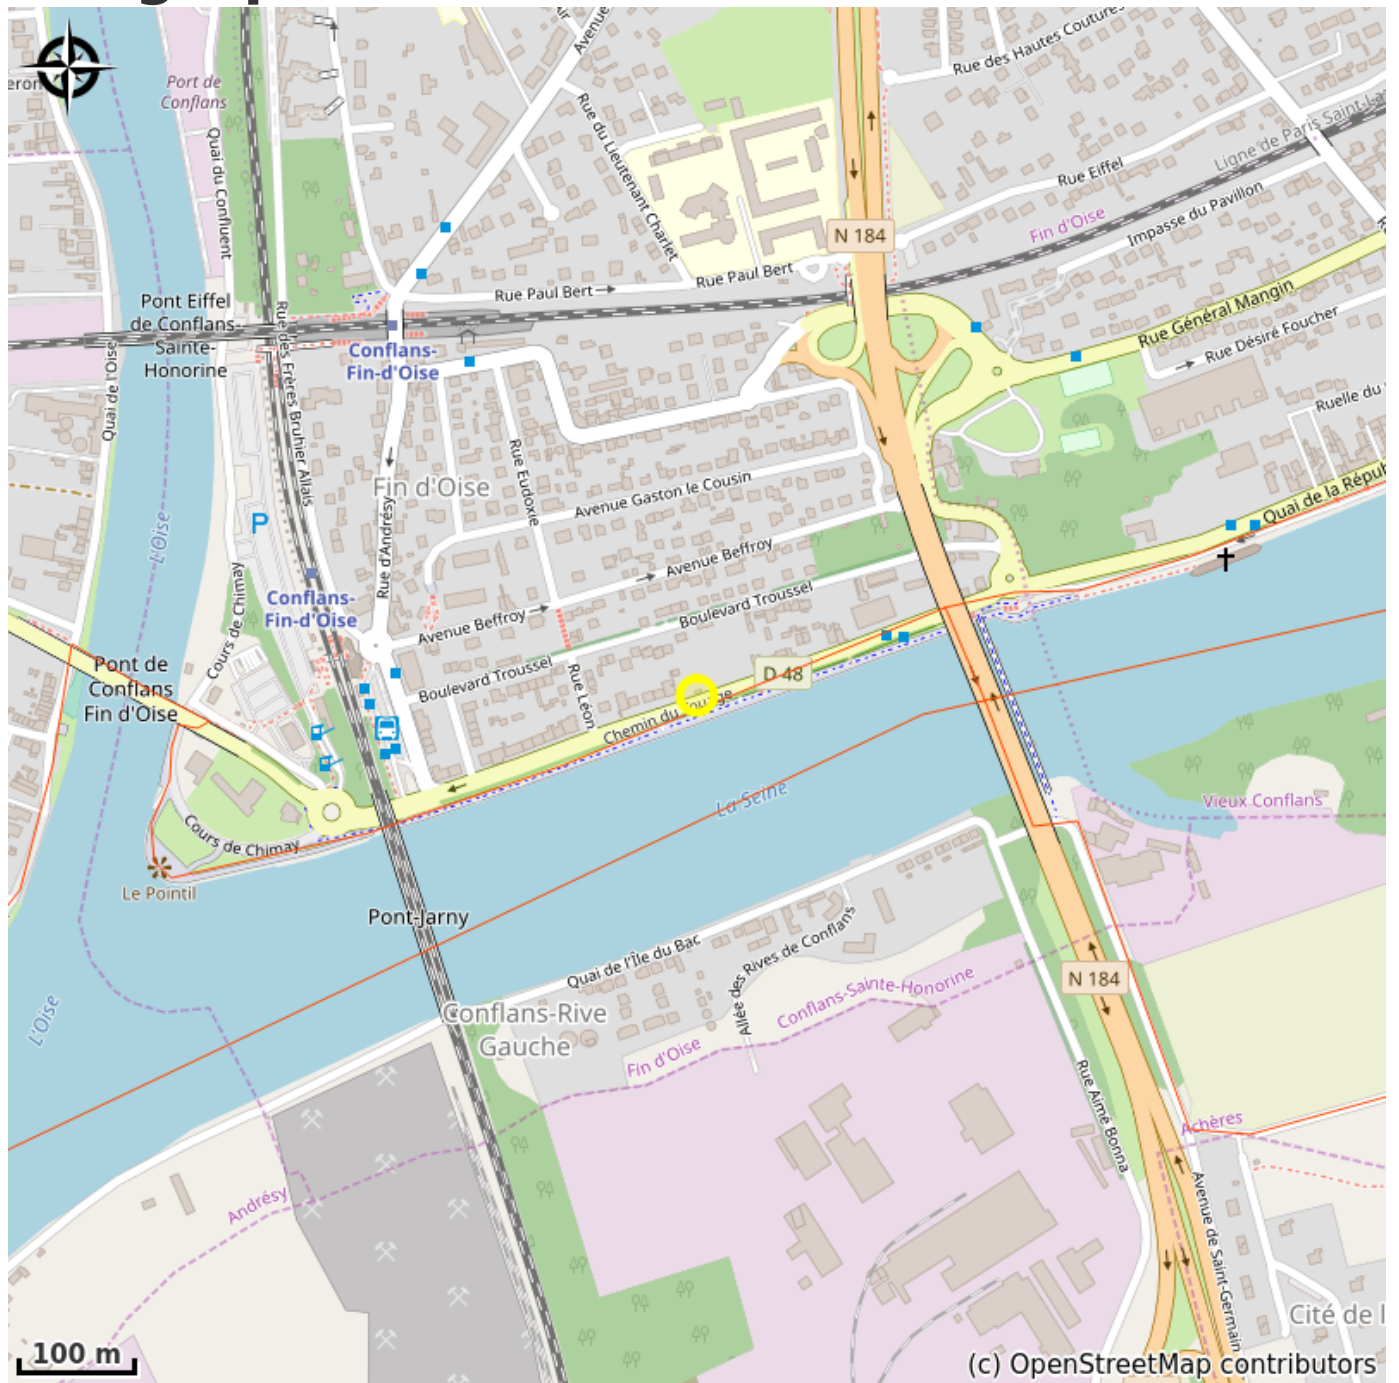 Port de
Conflans
Quai du Confluent
Avenue
Rue des Hautes Coutures
Rue du Lieutenant Charlet
Ligne de Paris Saint-La
Rue Eiffel
Impasse du Pavillon
Fin d'Oise
N 184
Rue Paul Bert
Rue Paul Bert
Pont Eiffel
de Conflans-
Sainte-
Honorine
Rue des Frères Bruhier Allais
Quai de l'Oise
Conflans-
Fin-d'Oise
Rue Général Mangin
Rue Désiré Foucher
Ruelle du
Rue Eudoxie
Fin d'Oise
Avenue Gaston le Cousin
Quai de la Répub
P
L'Oise
Rue d'Andrésy
Avenue Beffroy
Cours de Chimay
Conflans-
Fin-d'Oise
Avenue Beffroy
Boulevard Troussel
Boulevard Troussel
Pont de
Conflans
Fin d'Oise
Rue Léon
D 48
Chemin du
La Seine
Vieux Conflans
Cours de Chimay
Le Pointil
Pont-Jarny
Quai de l'Île du Bac
Allée des Rives de Conflans
Conflans-Sainte-Honorine
N 184
L'Oise
Conflans-Rive
Gauche
Fin d'Oise
Rue Aimé Bonna
Achères
Andrésy
Avenue de Saint-Germain
Cité de l
100 m
(c) OpenStreetMap contributors